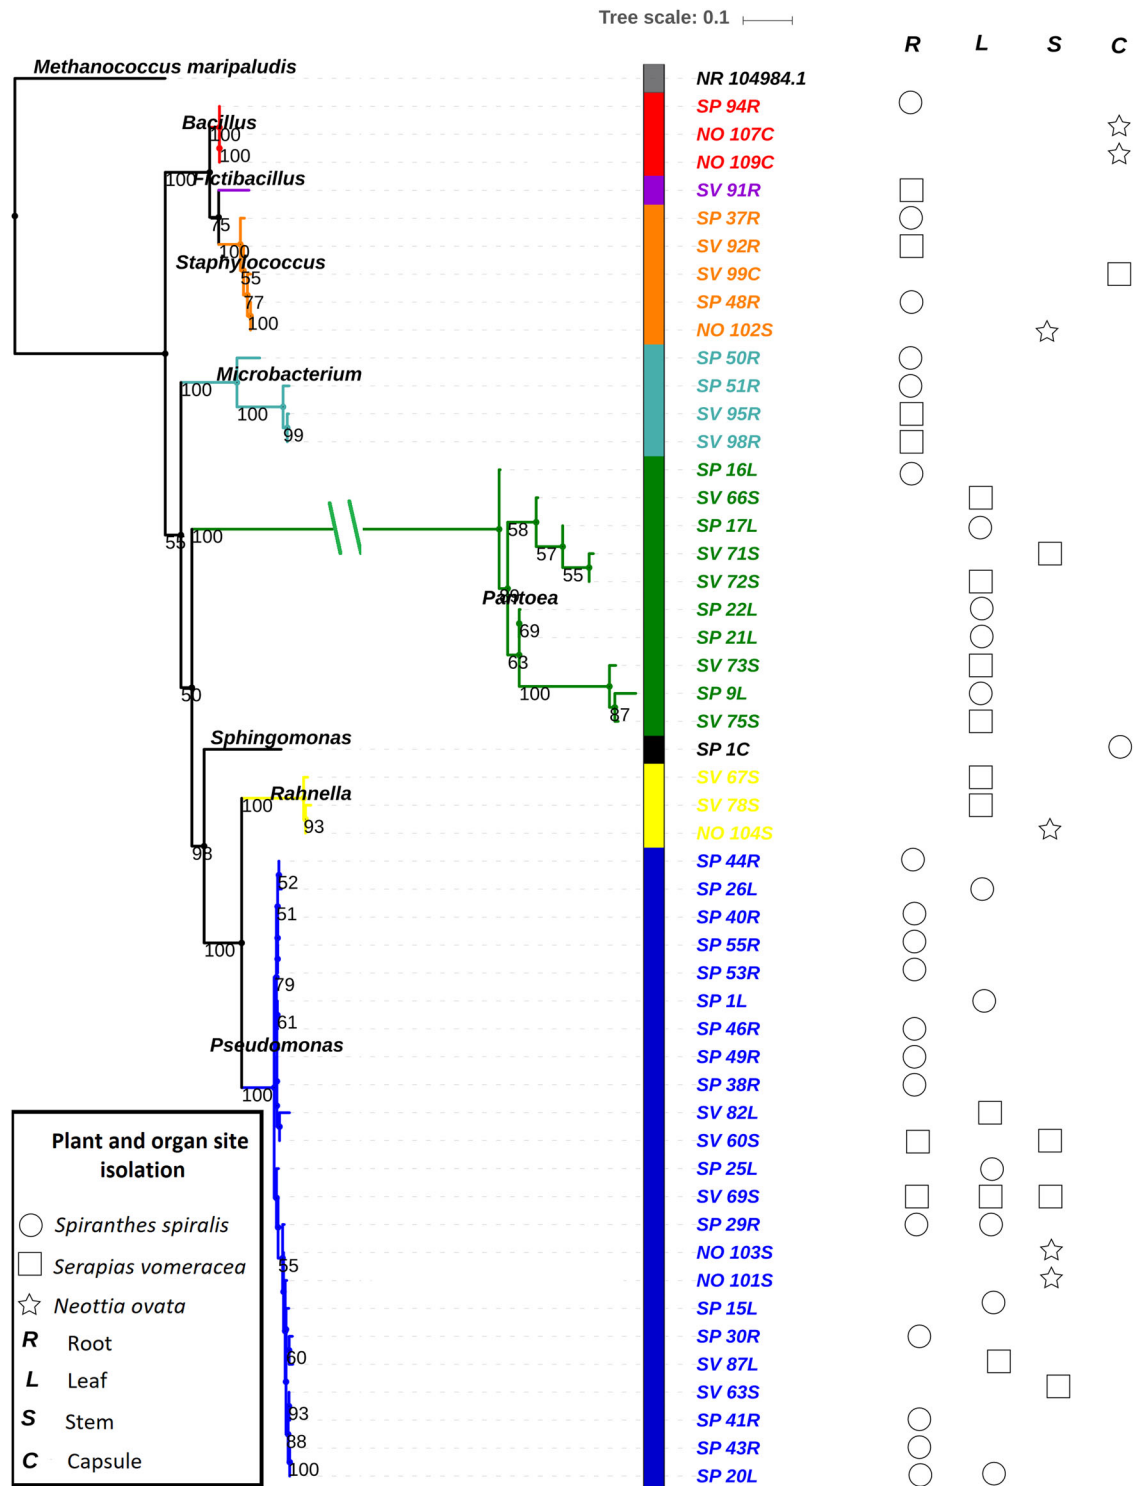 Tree scale: 0.1
R L S C
Methanococcus maripaludis NR 104984.1
SP 94R
Bacillus
100
NO 107C
100
NO 109C
100
Fictibacillus
SV 91R
75
SP 37R
100
SV 92R
Staphylococcus
55
SV 99C
77
SP 48R
100
NO 102S
SP 50R
Microbacterium
100
SP 51R
100
SV 95R
99
SV 98R
SP 16L
SV 66S
58
SP 17L
55
100
57
SV 71S
55
SV 72S
Pantoea
SP 22L
69
SP 21L
63
SV 73S
50
100
SP 9L
87
SV 75S
Sphingomonas
SP 1C
SV 67S
Rahnella
100
SV 78S
93
NO 104S
93
SP 44R
52
SP 26L
51
SP 40R
100
SP 55R
79
SP 53R
SP 1L
61
SP 46R
Pseudomonas
SP 49R
100
SP 38R
SV 82L
SV 60S
SP 25L
SV 69S
SP 29R
55
NO 103S
NO 101S
SP 15L
SP 30R
60
SV 87L
SV 63S
93
SP 41R
88
SP 43R
100
SP 20L
Plant and organ site
isolation
Spiranthes spiralis
Serapias vomeracea
Neottia ovata
R Root
L Leaf
S Stem
C Capsule